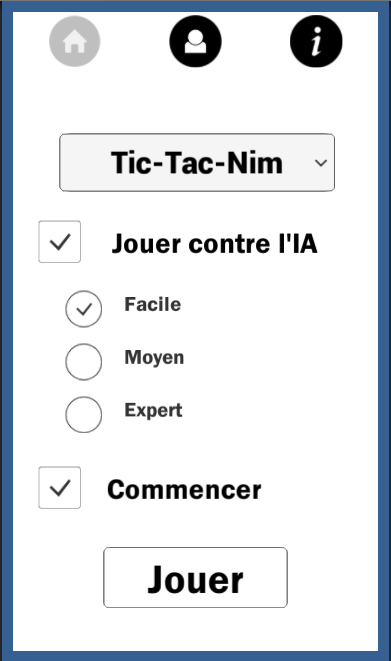 i
Tic-Tac-Nim
Jouer contre l'IA
Facile
Moyen
Expert
Commencer
Jouer